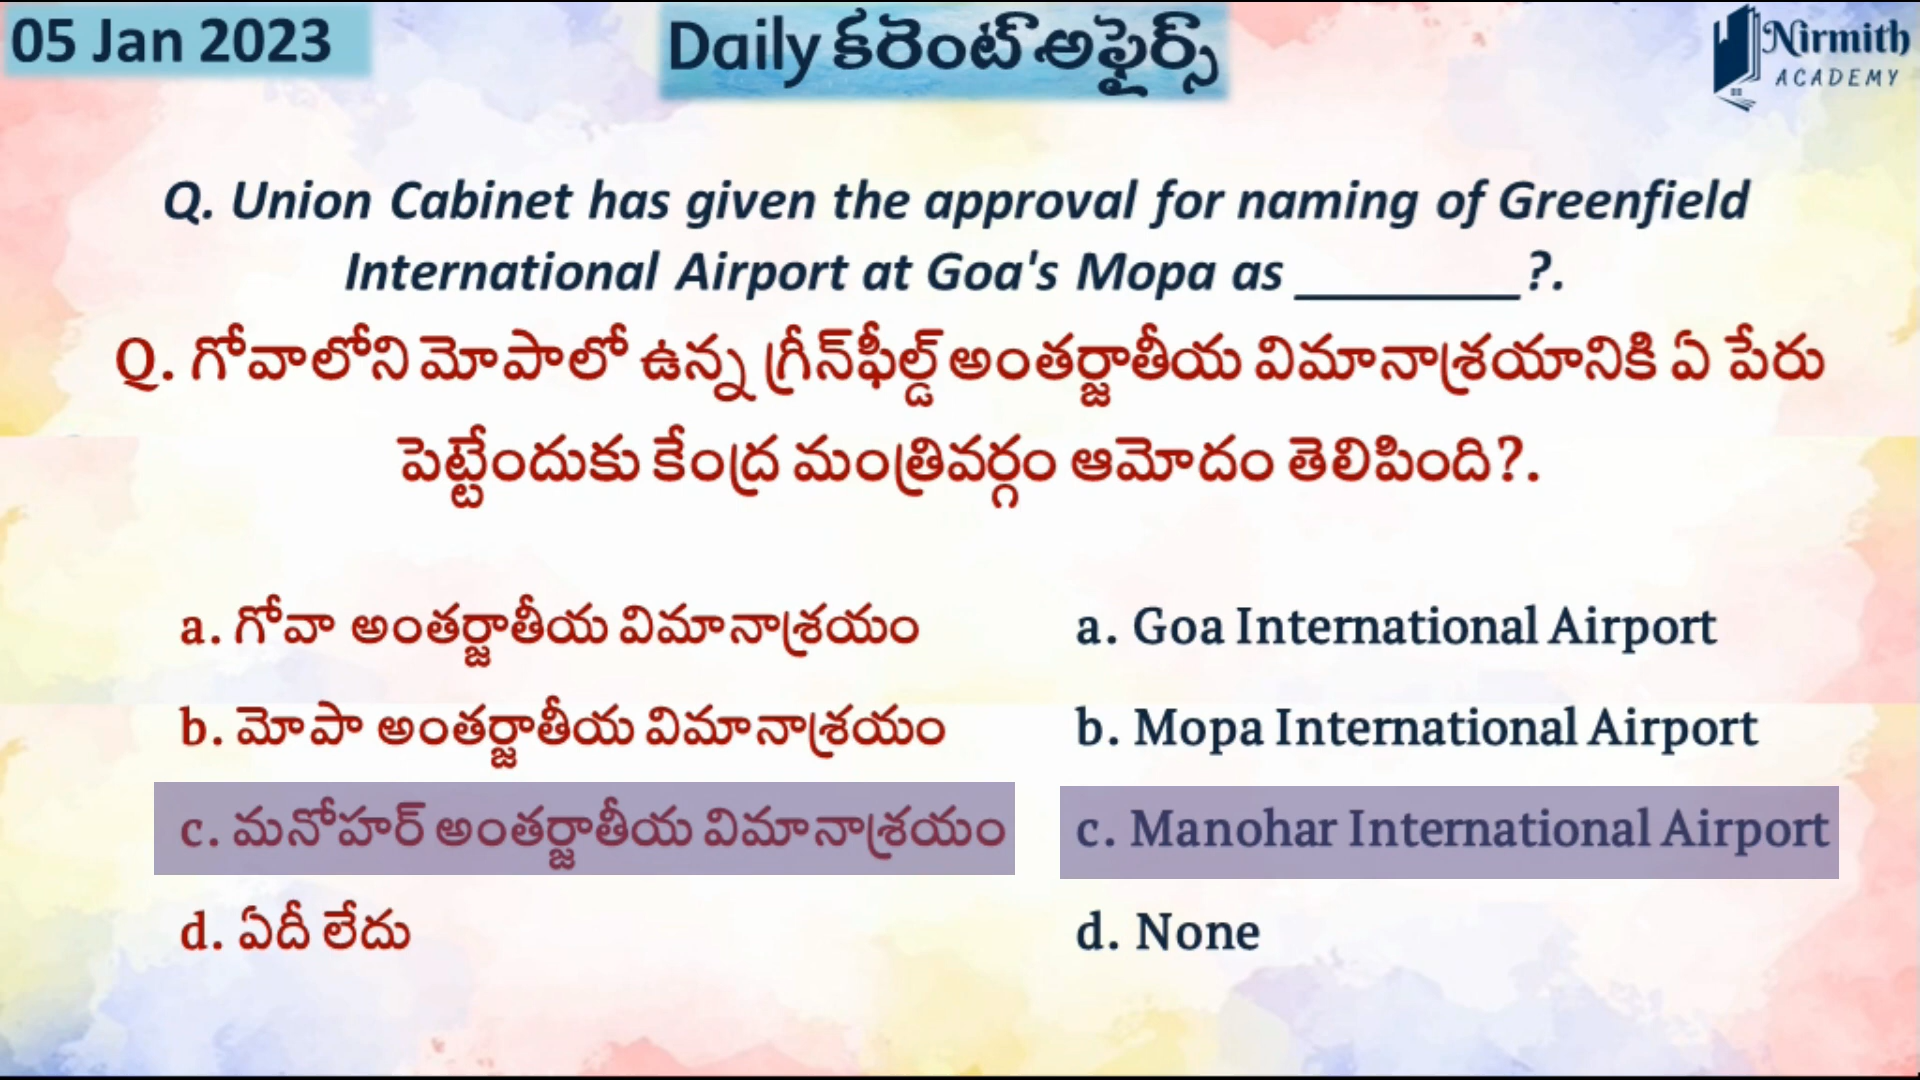 05 Jan 2023
Daily కరెంట్ అఫైర్స్
Nirmith
ACADEMY
Q. Union Cabinet has given the approval for naming of Greenfield
International Airport at Goa's Mopa as ________?.
Q. గోవాలోని మోపాలో ఉన్న గ్రీన్‌ఫీల్డ్ అంతర్జాతీయ విమానాశ్రయానికి ఏ పేరు
పెట్టేందుకు కేంద్ర మంత్రివర్గం ఆమోదం తెలిపింది?.
a. గోవా అంతర్జాతీయ విమానాశ్రయం
b. మోపా అంతర్జాతీయ విమానాశ్రయం
c. మనోహర్ అంతర్జాతీయ విమానాశ్రయం
d. ఏదీ లేదు
a. Goa International Airport
b. Mopa International Airport
c. Manohar International Airport
d. None